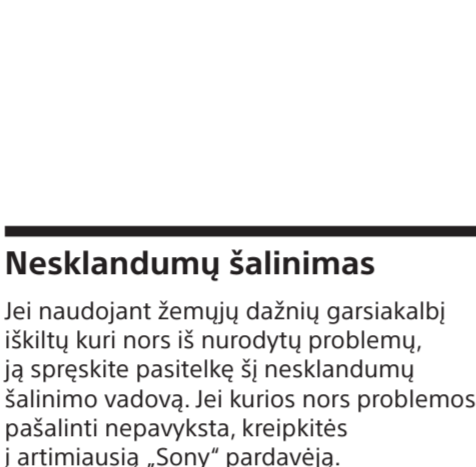 Nesklandumų šalinimas
Jei naudojant žemųjų dažnių garsiakalbį
iškiltų kuri nors iš nurodytų problemų,
ją spręskite pasitelkę šį nesklandumų
šalinimo vadovą. Jei kurios nors problemos
pašalinti nepavyksta, kreipkitės
į artimiausią „Sony“ pardavėją.